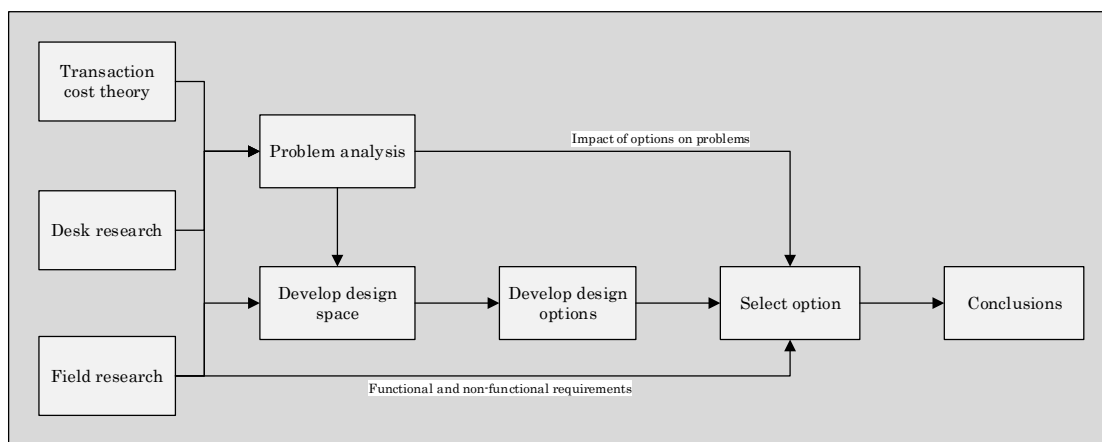 Transaction
cost theory
Problem analysis
Impact of options on problems
Desk research
Develop design
space
Develop design
options
Select option
Conclusions
Field research
Functional and non-functional requirements